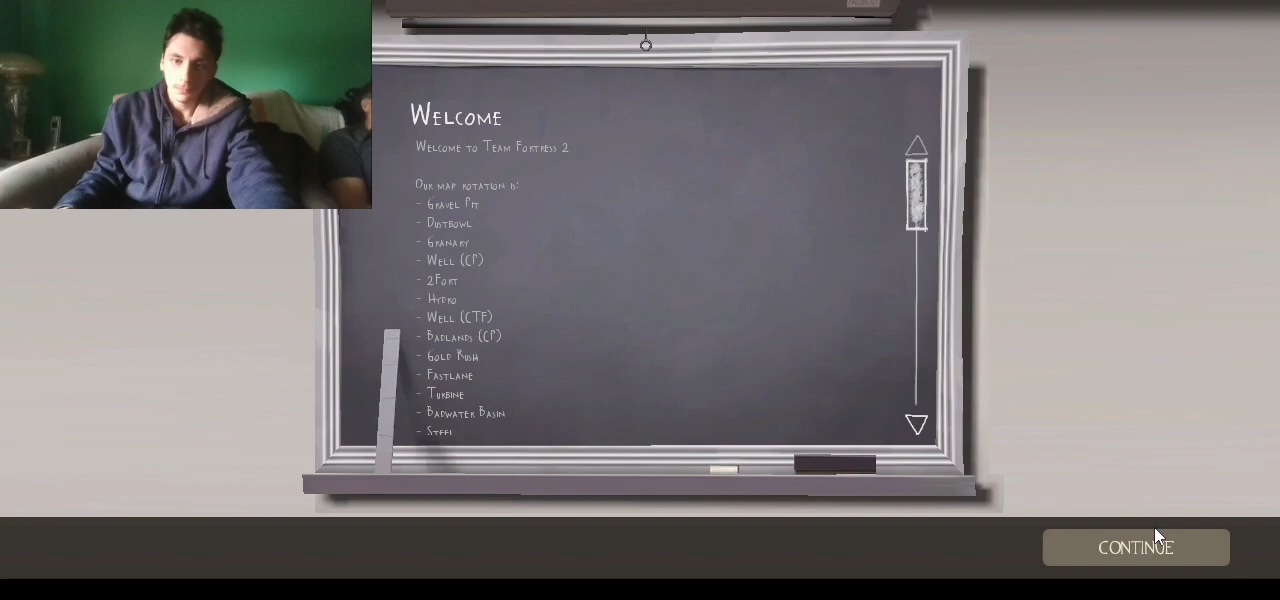 Welcome
Welcome to Team Fortress 2
Our map rotation is:
- Gravel Pit
- Dustbowl
- Granary
- Well (CP)
- 2Fort
- Hydro
- Well (CTF)
- Badlands (CP)
- Gold Rush
- Fastlane
- Turbine
- Badwater Basin
- Steel
CONTINUE